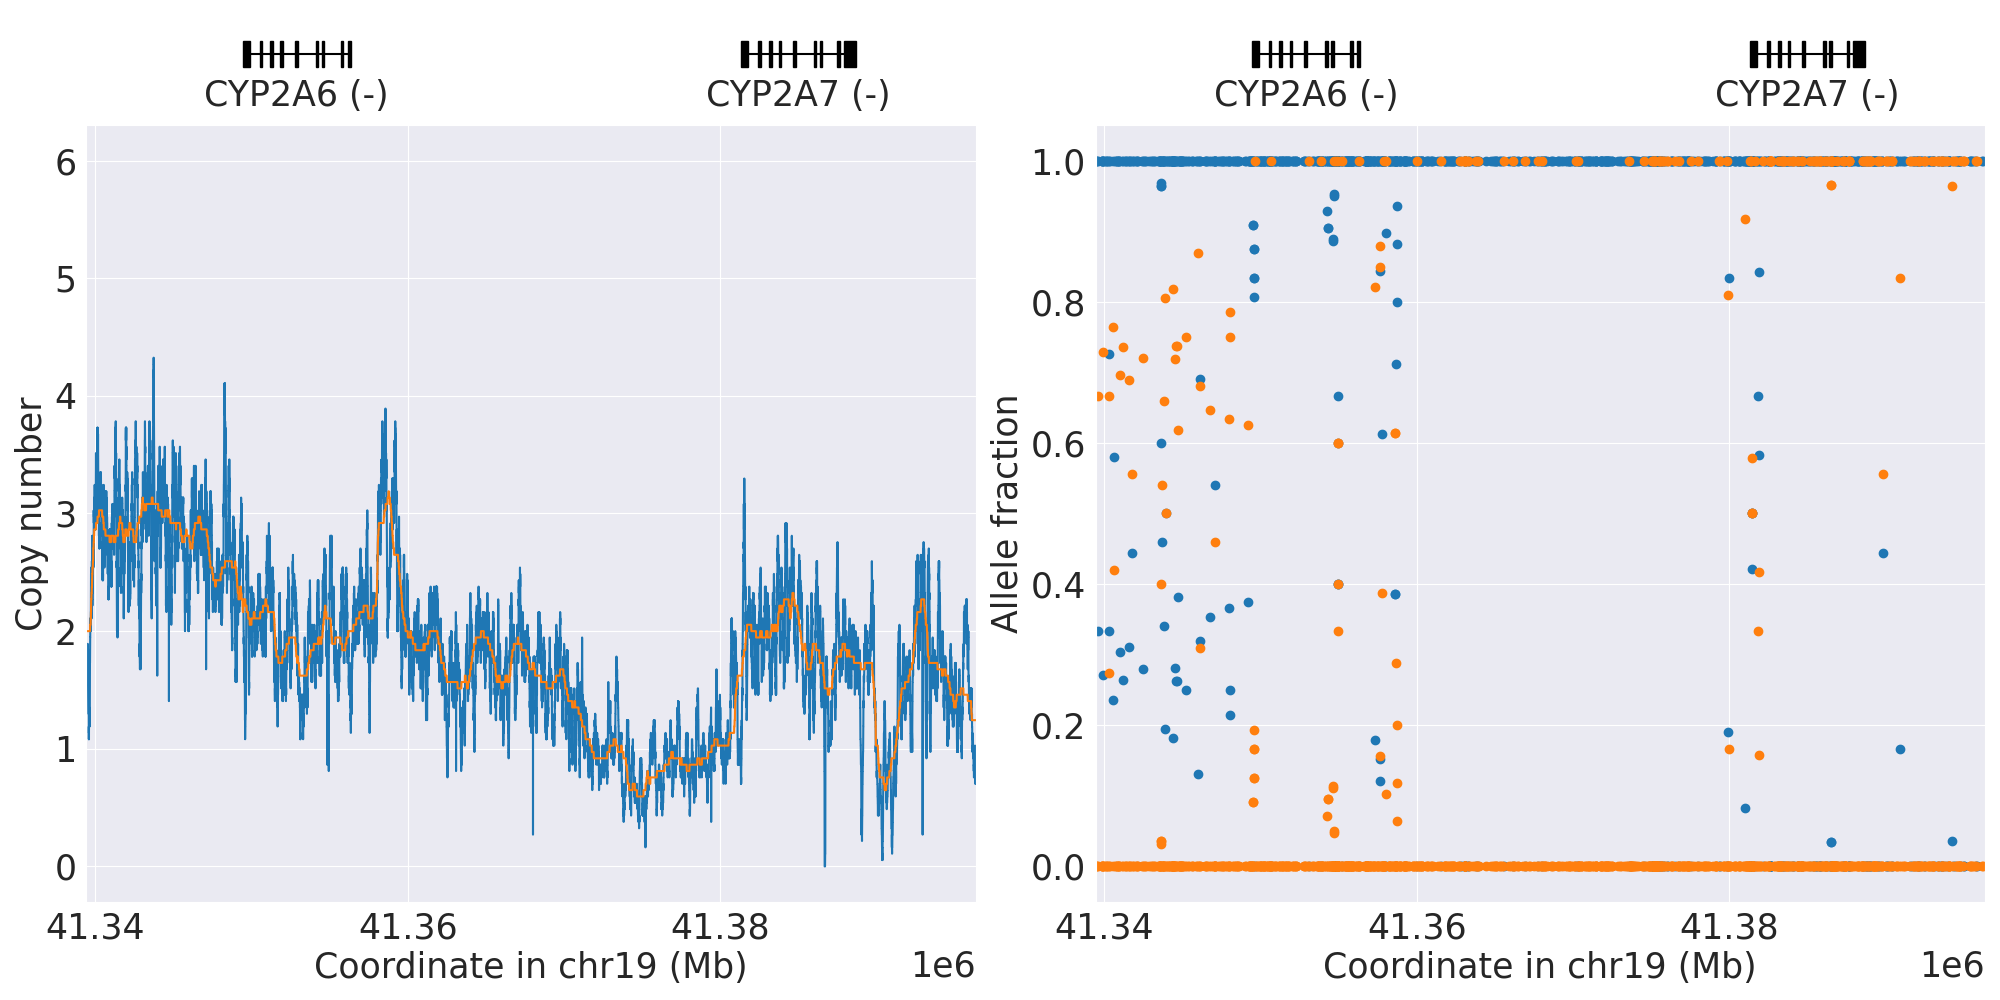 CYP2A6 (-) CYP2A7 (-)
Copy number
6
5
4
3
2
1
0
41.34 41.36 41.38
Coordinate in chr19 (Mb) 1e6
CYP2A6 (-) CYP2A7 (-)
Allele fraction
1.0
0.8
0.6
0.4
0.2
0.0
41.34 41.36 41.38
Coordinate in chr19 (Mb) 1e6